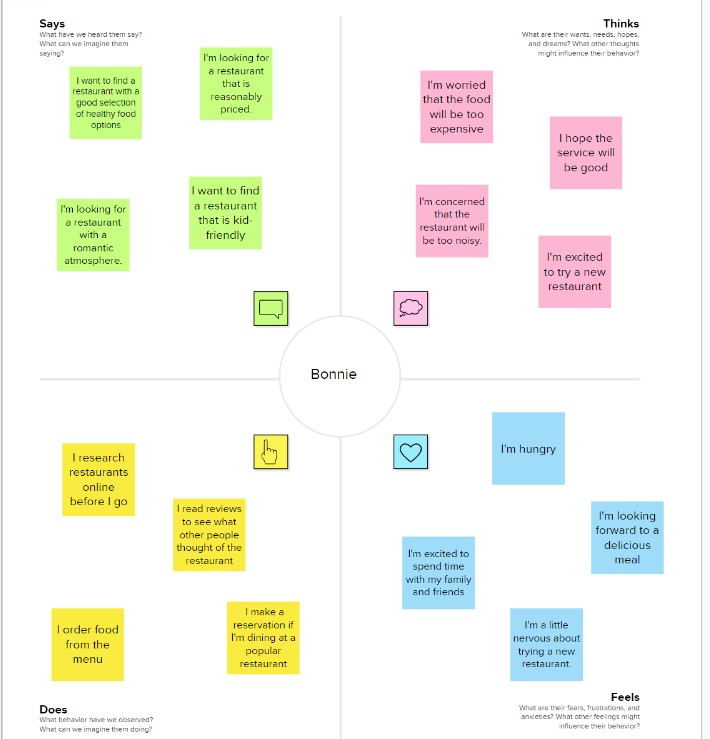 Says
What have we heard them say?
What can we imagine them
saying?
I want to find a
restaurant with a
good selection
of healthy food
options
I'm looking for
a restaurant
that is
reasonably
priced.
I'm looking for
a restaurant
with a
romantic
atmosphere.
I want to find
a restaurant
that is kid-
friendly
Thinks
What are their wants, needs, hopes,
and dreams? What other thoughts
might influence their behavior?
I'm worried
that the food
will be too
expensive
I hope the
service will
be good
I'm concerned
that the
restaurant will
be too noisy.
I'm excited
to try a new
restaurant
Bonnie
I research
restaurants
online
before I go
I read reviews
to see what
other people
thought of the
restaurant
I order food
from the
menu
I make a
reservation if
I'm dining at a
popular
restaurant
Does
What behavior have we observed?
What can we imagine them doing?
I'm hungry
I'm looking
forward to a
delicious
meal
I'm excited to
spend time
with my family
and friends
I'm a little
nervous about
trying a new
restaurant.
Feels
What are their fears, frustrations, and
anxieties? What other feelings might
influence their behavior?